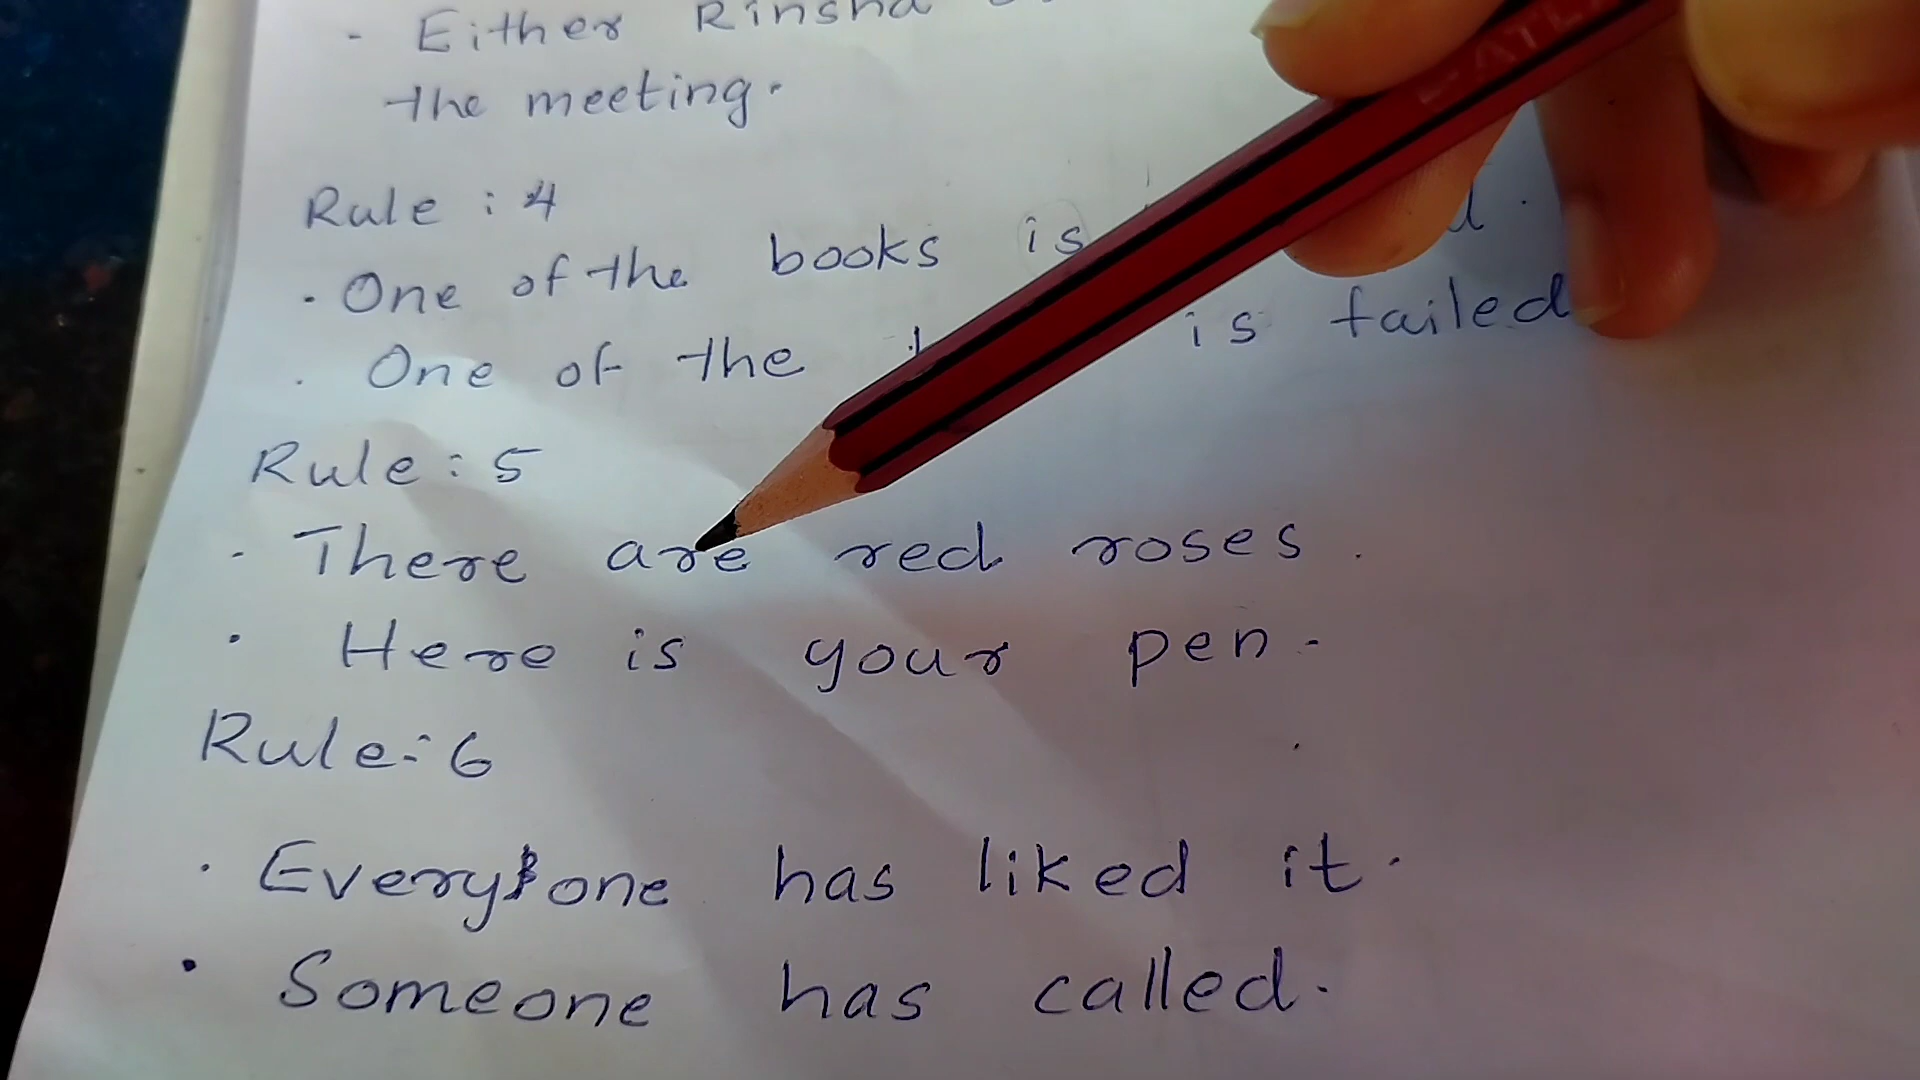 - Either Rinsha
the meeting.
Rule : 4
. One of the books is
. One of the is failed
Rule : 5
- There are red roses .
. Here is your pen .
Rule : 6
. Everyone has liked it .
. Someone has called .